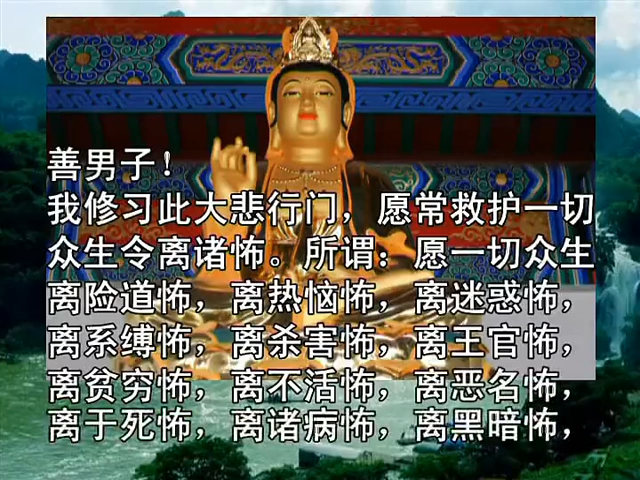 善男子！
我修习此大悲行门，愿常救护一切
众生令离诸怖。所谓：愿一切众生
离险道怖，离热恼怖，离迷惑怖，
离系缚怖，离杀害怖，离王官怖，
离贫穷怖，离不活怖，离恶名怖，
离于死怖，离诸病怖，离黑暗怖，